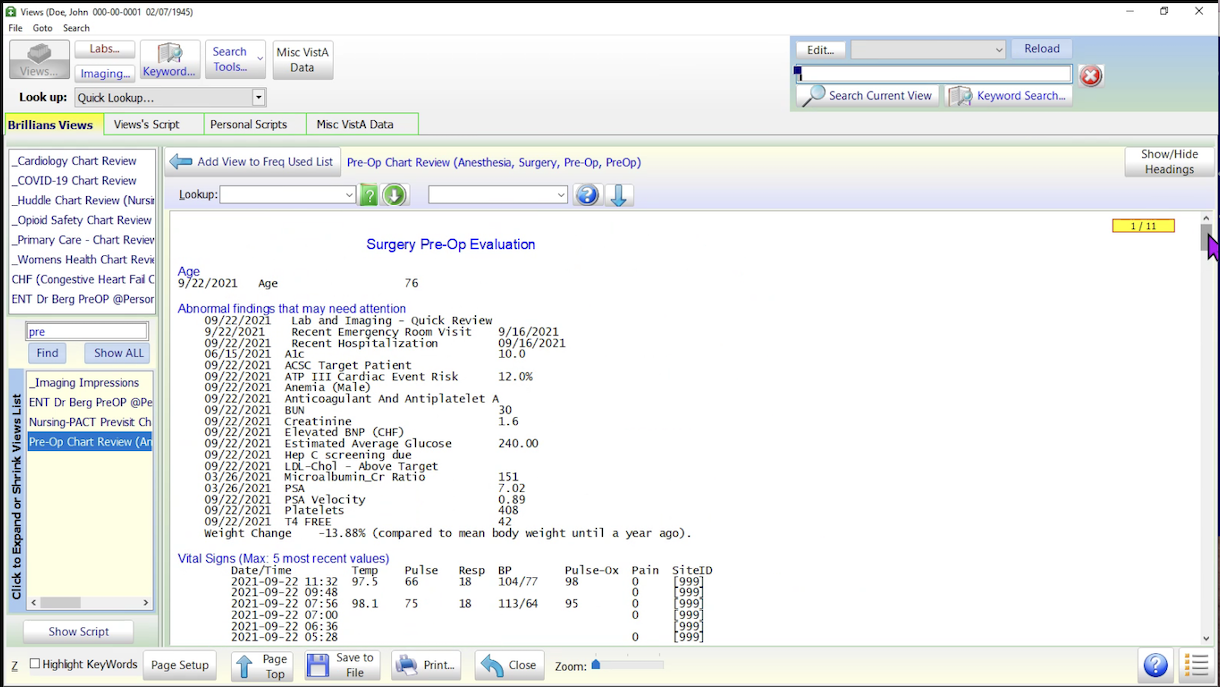 Views (Doe, John 000-00-0001 02/07/1945)
File Goto Search
Views...
Labs...
Imaging...
Keyword...
Search Tools...
Misc VistA Data
Edit...
Reload
Search Current View
Keyword Search...
Look up: Quick Lookup...
Brillians Views Views's Script Personal Scripts Misc VistA Data
_Cardiology Chart Review
_COVID-19 Chart Review
_Huddle Chart Review (Nursin
_Opioid Safety Chart Review
_Primary Care - Chart Review
_Womens Health Chart Revie
CHF (Congestive Heart Fail C
ENT Dr Berg PreOP @Person
pre
Find Show ALL
Click to Expand or Shrink Views List
_Imaging Impressions
ENT Dr Berg PreOP @Pe
Nursing-PACT Previsit Ch
Pre-Op Chart Review (An
Show Script
Add View to Freq Used List Pre-Op Chart Review (Anesthesia, Surgery, Pre-Op, PreOp)
Show/Hide Headings
Lookup:
1 / 11
Surgery Pre-Op Evaluation
Age
9/22/2021 Age 76
Abnormal findings that may need attention
09/22/2021 Lab and Imaging - Quick Review
9/22/2021 Recent Emergency Room Visit 9/16/2021
09/22/2021 Recent Hospitalization 09/16/2021
06/15/2021 A1c 10.0
09/22/2021 ACSC Target Patient
09/22/2021 ATP III Cardiac Event Risk 12.0%
09/22/2021 Anemia (Male)
09/22/2021 Anticoagulant And Antiplatelet A
09/22/2021 BUN 30
09/22/2021 Creatinine 1.6
09/22/2021 Elevated BNP (CHF)
09/22/2021 Estimated Average Glucose 240.00
09/22/2021 Hep C screening due
09/22/2021 LDL-Chol - Above Target
03/26/2021 Microalbumin_Cr Ratio 151
03/26/2021 PSA 7.02
09/22/2021 PSA Velocity 0.89
09/22/2021 Platelets 408
09/22/2021 T4 FREE 42
Weight Change -13.88% (compared to mean body weight until a year ago).
Vital Signs (Max: 5 most recent values)
Date/Time Temp Pulse Resp BP Pulse-Ox Pain SiteID
2021-09-22 11:32 97.5 66 18 104/77 98 0 [999]
2021-09-22 09:48 0 [999]
2021-09-22 07:56 98.1 75 18 113/64 95 0 [999]
2021-09-22 07:00 0 [999]
2021-09-22 06:36 [999]
2021-09-22 05:28 0 [999]
Z Highlight KeyWords Page Setup Page Top Save to File Print... Close Zoom: